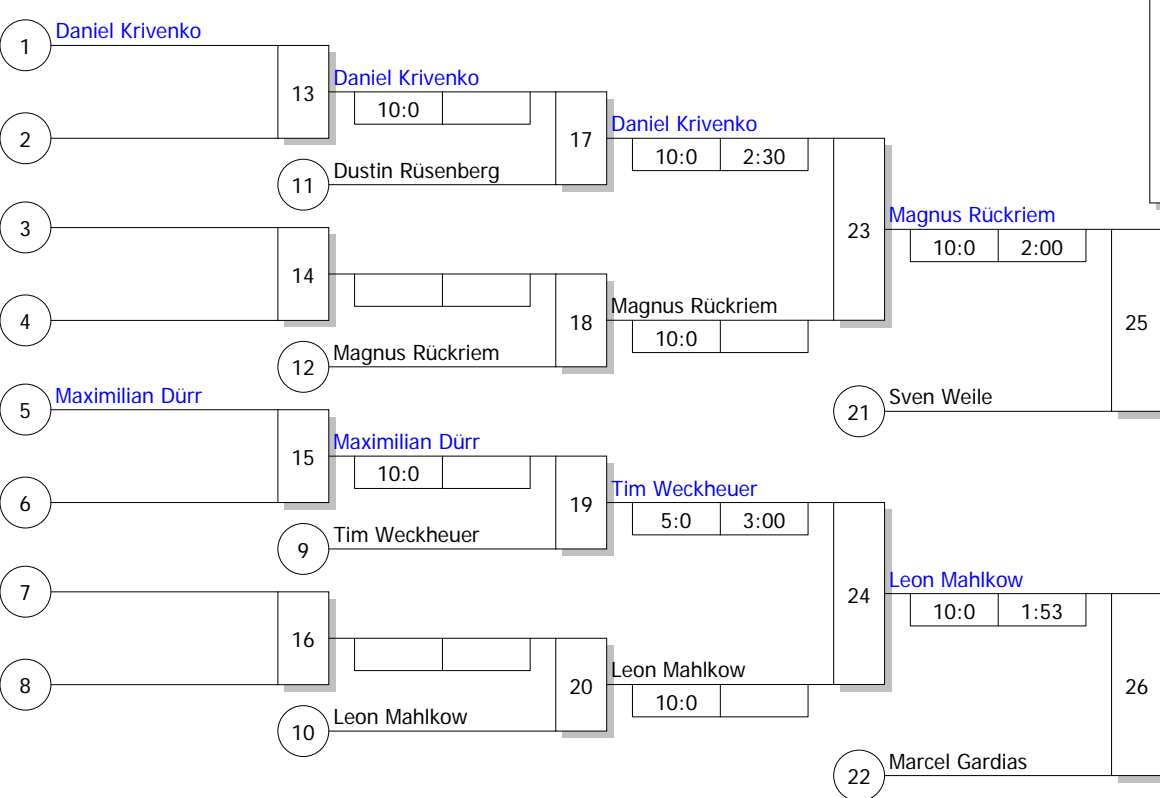 1 Daniel Krivenko
13
Daniel Krivenko
10:0
2
17
Daniel Krivenko
10:0 2:30
11 Dustin Rüsenberg
3
23
Magnus Rückriem
10:0 2:00
14
4
18
Magnus Rückriem
10:0
12 Magnus Rückriem
25
5 Maximilian Dürr
21 Sven Weile
15
Maximilian Dürr
10:0
6
19
Tim Weckheuer
5:0 3:00
9 Tim Weckheuer
7
24
Leon Mahlkow
10:0 1:53
16
8
20
Leon Mahlkow
10:0
10 Leon Mahlkow
26
22 Marcel Gardias